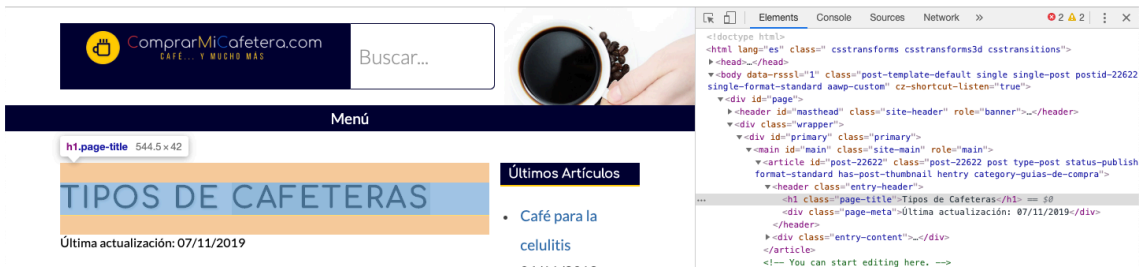 ComprarMiCafetera.com
CAFÉ... Y MUCHO MÁS
Buscar...
Menú
h1.page-title 544.5 × 42
TIPOS DE CAFETERAS
Última actualización: 07/11/2019
Últimos Artículos
• Café para la
celulitis
Elements Console Sources Network » 2 2
<!doctype html>
<html lang="es" class=" csstransforms csstransforms3d csstransitions">
▶<head>…</head>
▼<body data-rsssl="1" class="post-template-default single single-post postid-22622
single-format-standard aawp-custom" cz-shortcut-listen="true">
▼<div id="page">
▶<header id="masthead" class="site-header" role="banner">…</header>
▼<div class="wrapper">
▼<div id="primary" class="primary">
▼<main id="main" class="site-main" role="main">
▼<article id="post-22622" class="post-22622 post type-post status-publish
format-standard has-post-thumbnail hentry category-guias-de-compra">
▼<header class="entry-header">
… <h1 class="page-title">Tipos de Cafeteras</h1> == $0
<div class="page-meta">Última actualización: 07/11/2019</div>
</header>
▶<div class="entry-content">…</div>
</article>
<!-- You can start editing here. -->